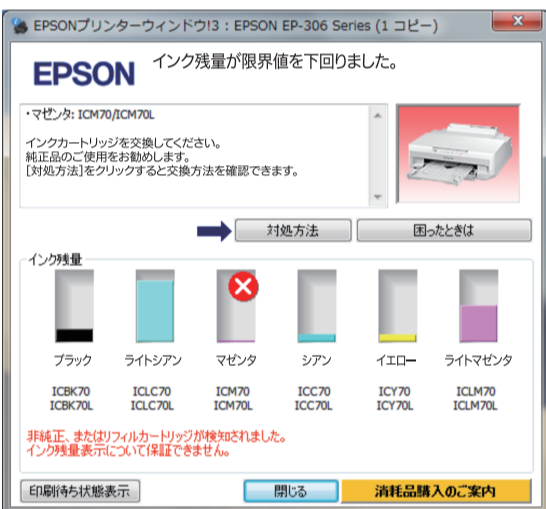 EPSONプリンターウィンドウ!3 : EPSON EP-306 Series (1 コピー)
EPSON
インク残量が限界値を下回りました。
・マゼンタ: ICM70/ICM70L
インクカートリッジを交換してください。
純正品のご使用をお勧めします。
[対処方法]をクリックすると交換方法を確認できます。
対処方法
困ったときは
インク残量
ブラック ライトシアン マゼンタ シアン イエロー ライトマゼンタ
ICBK70 ICLC70 ICM70 ICC70 ICY70 ICLM70
ICBK70L ICLC70L ICM70L ICC70L ICY70L ICLM70L
非純正、またはリフィルカートリッジが検知されました。
インク残量表示について保証できません。
印刷待ち状態表示
閉じる
消耗品購入のご案内